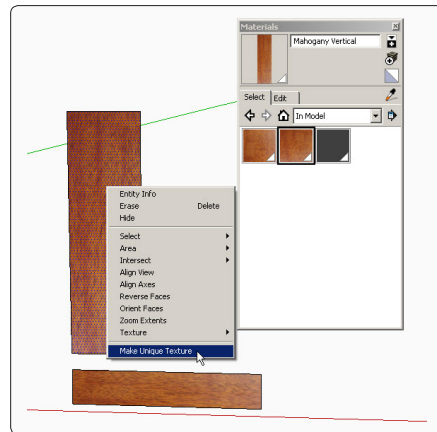 Materials
Mahogany Vertical
Select Edit
In Model
Entity Info
Erase Delete
Hide
Select
Area
Intersect
Align View
Align Axes
Reverse Faces
Orient Faces
Zoom Extents
Texture
Make Unique Texture